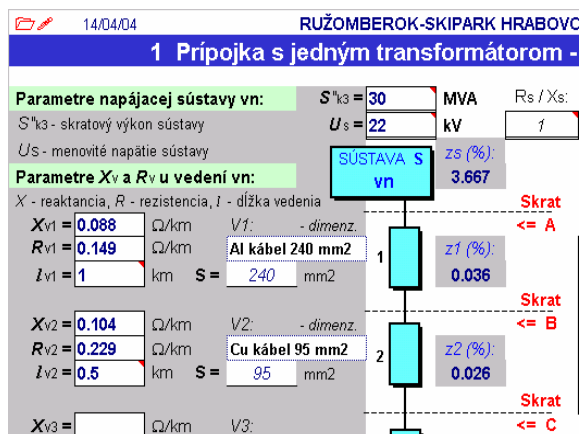 14/04/04 RUŽOMBEROK-SKIPARK HRABOVO
1 Prípojka s jedným transformátorom -
Parametre napájacej sústavy vn: S"k3 = 30 MVA Rs / Xs:
S"k3 - skratový výkon sústavy Us = 22 kV 1
Us - menovité napätie sústavy SÚSTAVA S vn zs (%):
Parametre Xv a Rv u vedení vn: 3.667
X - reaktancia, R - rezistencia, l - dĺžka vedenia Skrat
Xv1 = 0.088 Ω/km V1: - dimenz. <= A
Rv1 = 0.149 Ω/km Al kábel 240 mm2 1 z1 (%):
lv1 = 1 km S = 240 mm2 0.036
Skrat
Xv2 = 0.104 Ω/km V2: - dimenz. <= B
Rv2 = 0.229 Ω/km Cu kábel 95 mm2 2 z2 (%):
lv2 = 0.5 km S = 95 mm2 0.026
Skrat
Xv3 = Ω/km V3: <= C